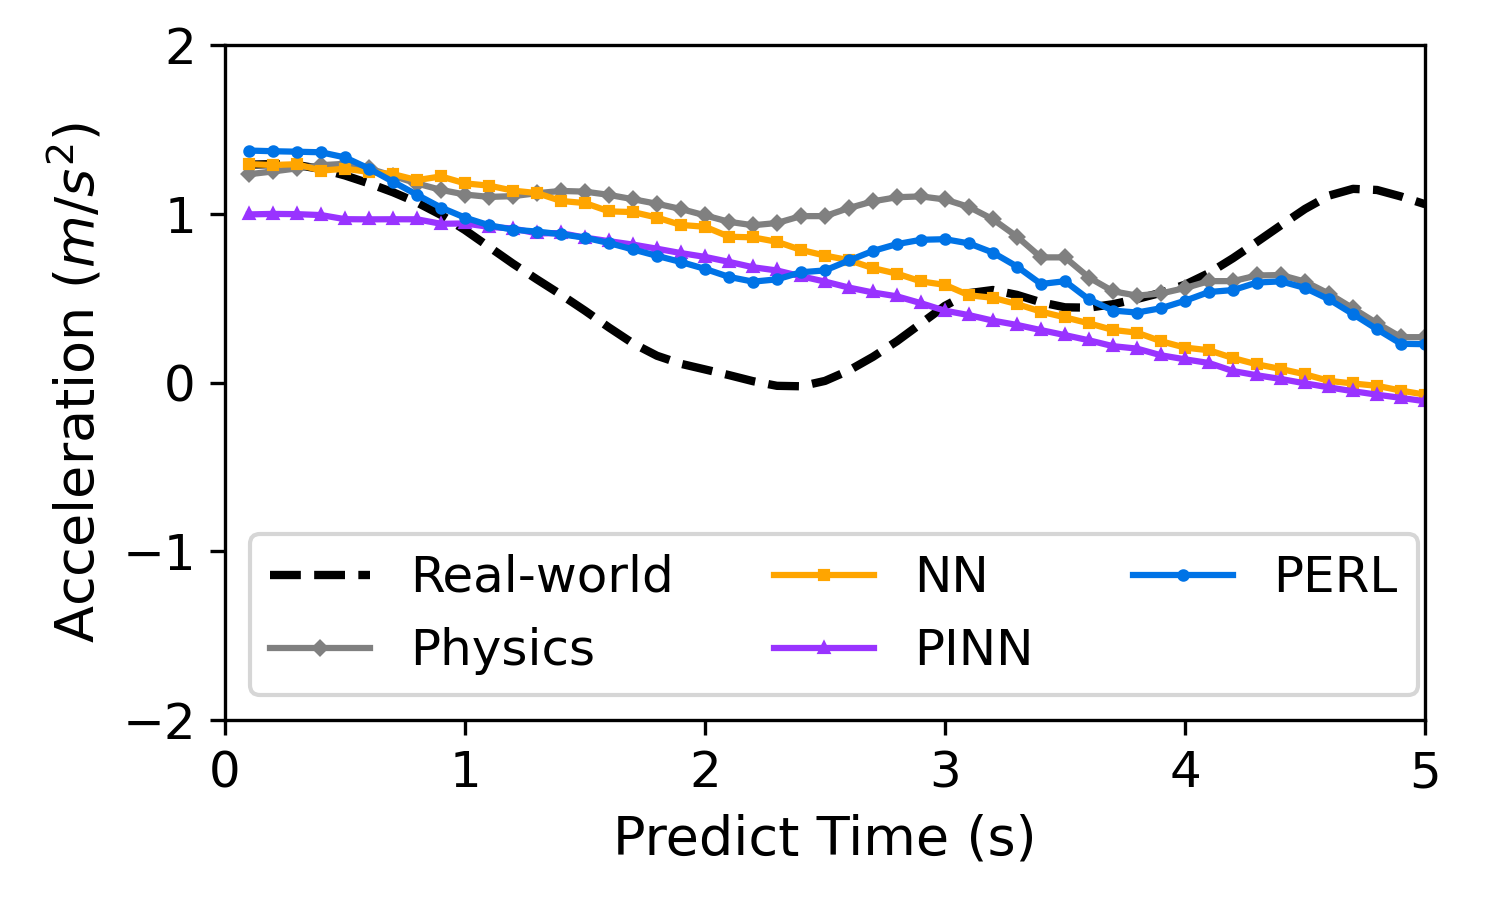 2
1
0
−1
−2
Acceleration (m/s²)
Real-world
NN
PERL
Physics
PINN
0 1 2 3 4 5
Predict Time (s)